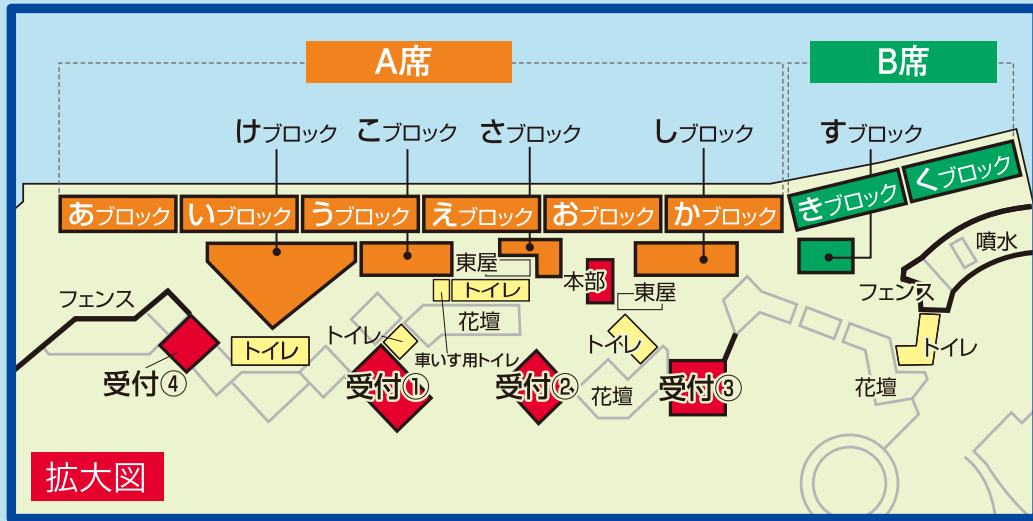 A席
B席
けブロック
こブロック
さブロック
しブロック
すブロック
あブロック
いブロック
うブロック
えブロック
おブロック
かブロック
きブロック
くブロック
噴水
東屋
本部
東屋
フェンス
フェンス
トイレ
花壇
トイレ
トイレ
トイレ
車いす用トイレ
トイレ
受付④
受付①
受付②
花壇
受付③
花壇
拡大図